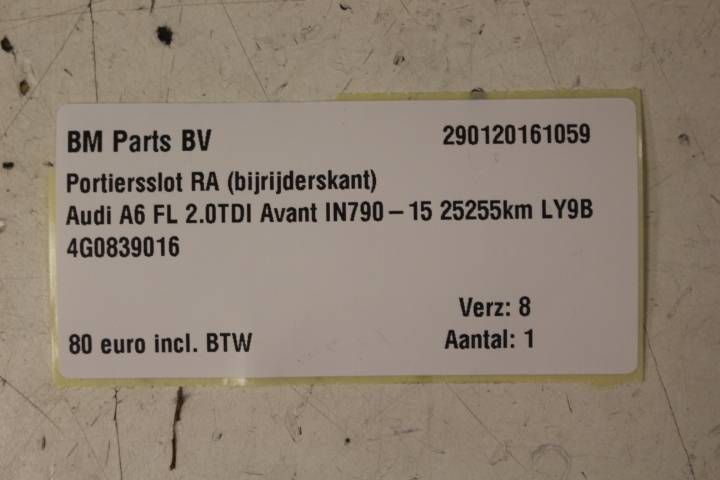 BM Parts BV 290120161059
Portiersslot RA (bijrijderskant)
Audi A6 FL 2.0TDI Avant IN790-15 25255km LY9B
4G0839016
Verz: 8
80 euro incl. BTW Aantal: 1